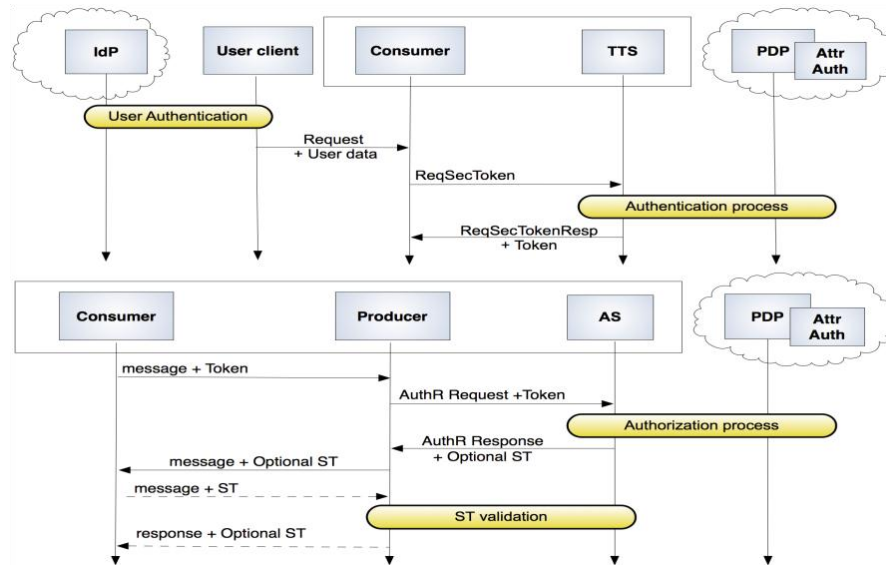 IdP
User client
Consumer
TTS
PDP
Attr
Auth
User Authentication
Request
+ User data
ReqSecToken
Authentication process
ReqSecTokenResp
+ Token
Consumer
Producer
AS
PDP
Attr
Auth
message + Token
AuthR Request +Token
Authorization process
AuthR Response
+ Optional ST
message + Optional ST
message + ST
ST validation
response + Optional ST